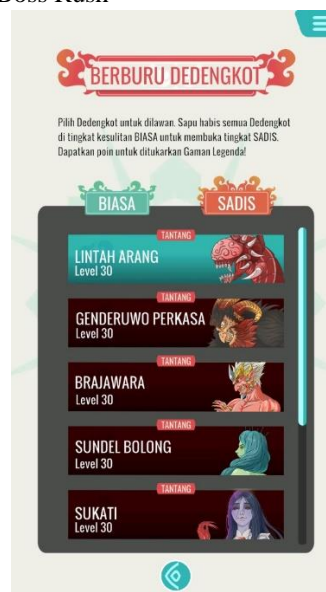 Boss Rush
BERBURU DEDENGKOT
Pilih Dedengkot untuk dilawan. Sapu habis semua Dedengkot
di tingkat kesulitan BIASA untuk membuka tingkat SADIS.
Dapatkan poin untuk ditukarkan Gaman Legenda!
BIASA
SADIS
TANTANG
LINTAH ARANG
Level 30
TANTANG
GENDERUWO PERKASA
Level 30
TANTANG
BRAJAWARA
Level 30
TANTANG
SUNDEL BOLONG
Level 30
TANTANG
SUKATI
Level 30